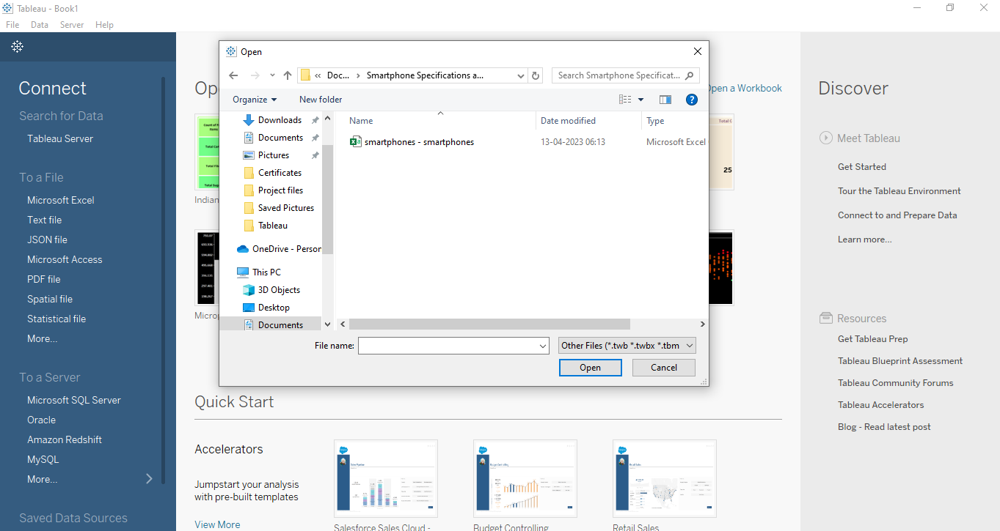 Tableau - Book1
File Data Server Help
Connect
Search for Data
Tableau Server
To a File
Microsoft Excel
Text file
JSON file
Microsoft Access
PDF file
Spatial file
Statistical file
More...
To a Server
Microsoft SQL Server
Oracle
Amazon Redshift
MySQL
More...
Saved Data Sources
Op
Open a Workbook
Total Ca
Total C
25
Indian
Microp
Open
« Doc... › Smartphone Specifications a...
Search Smartphone Specificat...
Organize New folder
Downloads
Documents
Pictures
Certificates
Project files
Saved Pictures
Tableau
OneDrive - Person
This PC
3D Objects
Desktop
Documents
Name Date modified Type
smartphones - smartphones 13-04-2023 06:13 Microsoft Excel
File name: Other Files (*.twb *.twbx *.tbm
Open Cancel
Quick Start
Accelerators
Jumpstart your analysis
with pre-built templates
View More
Salesforce Sales Cloud -
Budget Controlling
Retail Sales
Discover
Meet Tableau
Get Started
Tour the Tableau Environment
Connect to and Prepare Data
Learn more...
Resources
Get Tableau Prep
Tableau Blueprint Assessment
Tableau Community Forums
Tableau Accelerators
Blog - Read latest post